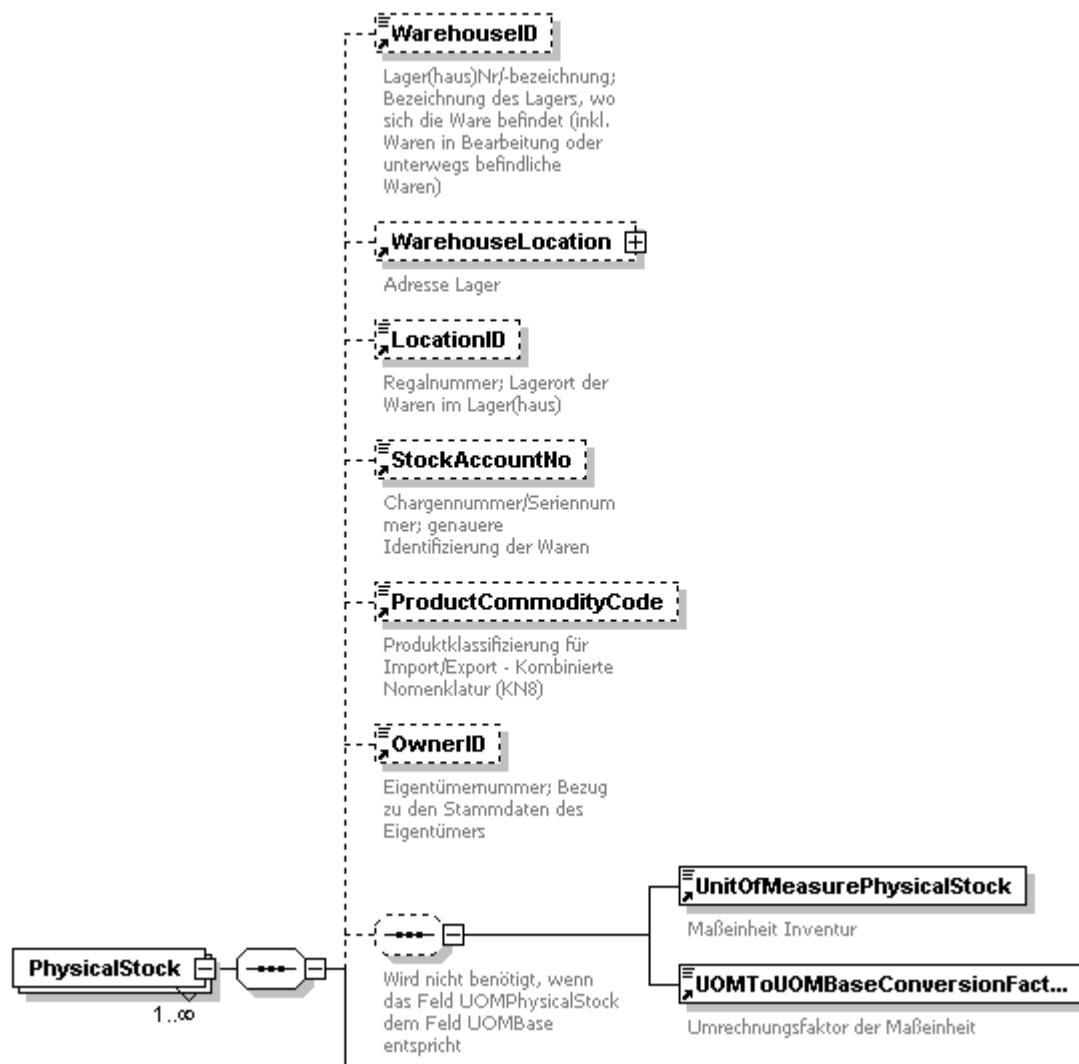 WarehouseID
Lager(haus)Nr/-bezeichnung;
Bezeichnung des Lagers, wo
sich die Ware befindet (inkl.
Waren in Bearbeitung oder
unterwegs befindliche
Waren)
WarehouseLocation
Adresse Lager
LocationID
Regalnummer; Lagerort der
Waren im Lager(haus)
StockAccountNo
Chargennummer/Seriennum
mer; genauere
Identifizierung der Waren
ProductCommodityCode
Produktklassifizierung für
Import/Export - Kombinierte
Nomenklatur (KN8)
OwnerID
Eigentümernummer; Bezug
zu den Stammdaten des
Eigentümers
UnitOfMeasurePhysicalStock
Maßeinheit Inventur
PhysicalStock
1..∞
Wird nicht benötigt, wenn
das Feld UOMPhysicalStock
dem Feld UOMBase
entspricht
UOMToUOMBaseConversionFact...
Umrechnungsfaktor der Maßeinheit